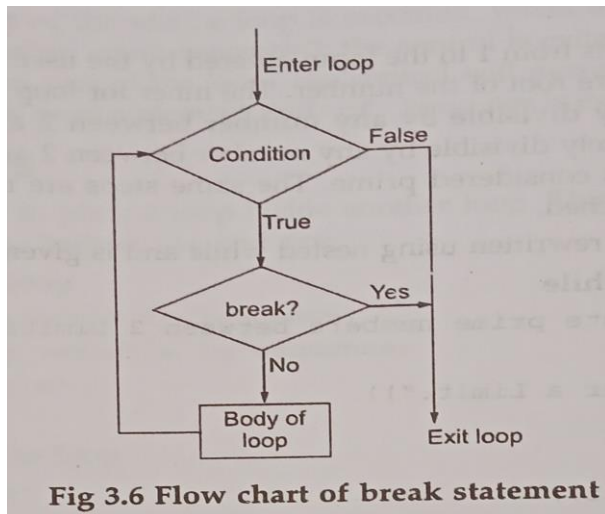 Enter loop
False
Condition
True
Yes
break?
No
Body of
loop
Exit loop
Fig 3.6 Flow chart of break statement